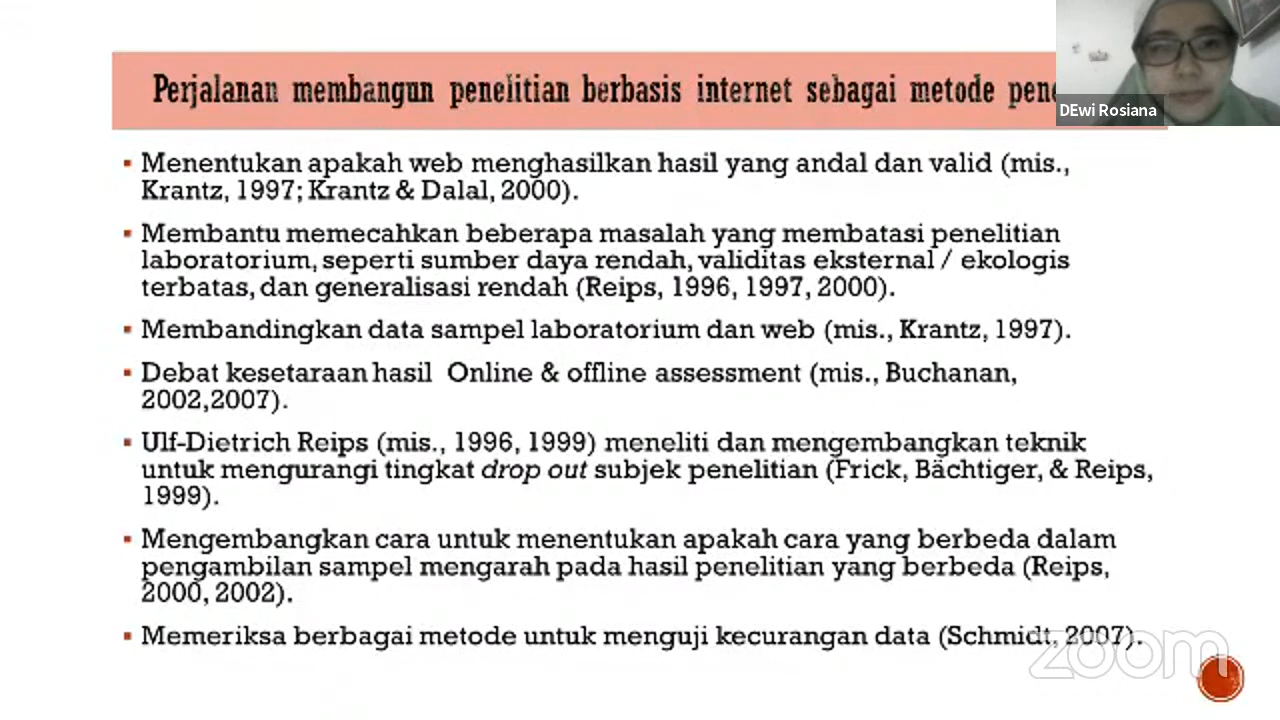 Perjalanan membangun penelitian berbasis internet sebagai metode
DEwi Rosiana
▪ Menentukan apakah web menghasilkan hasil yang andal dan valid (mis.,
Krantz, 1997; Krantz & Dalal, 2000).
▪ Membantu memecahkan beberapa masalah yang membatasi penelitian
laboratorium, seperti sumber daya rendah, validitas eksternal / ekologis
terbatas, dan generalisasi rendah (Reips, 1996, 1997, 2000).
▪ Membandingkan data sampel laboratorium dan web (mis., Krantz, 1997).
▪ Debat kesetaraan hasil Online & offline assessment (mis., Buchanan,
2002,2007).
▪ Ulf-Dietrich Reips (mis., 1996, 1999) meneliti dan mengembangkan teknik
untuk mengurangi tingkat drop out subjek penelitian (Frick, Bächtiger, & Reips,
1999).
▪ Mengembangkan cara untuk menentukan apakah cara yang berbeda dalam
pengambilan sampel mengarah pada hasil penelitian yang berbeda (Reips,
2000, 2002).
▪ Memeriksa berbagai metode untuk menguji kecurangan data (Schmidt, 2007).
zoom